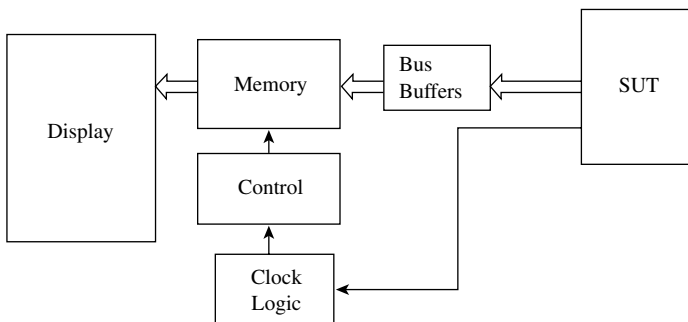 Display
Memory
Bus
Buffers
SUT
Control
Clock
Logic